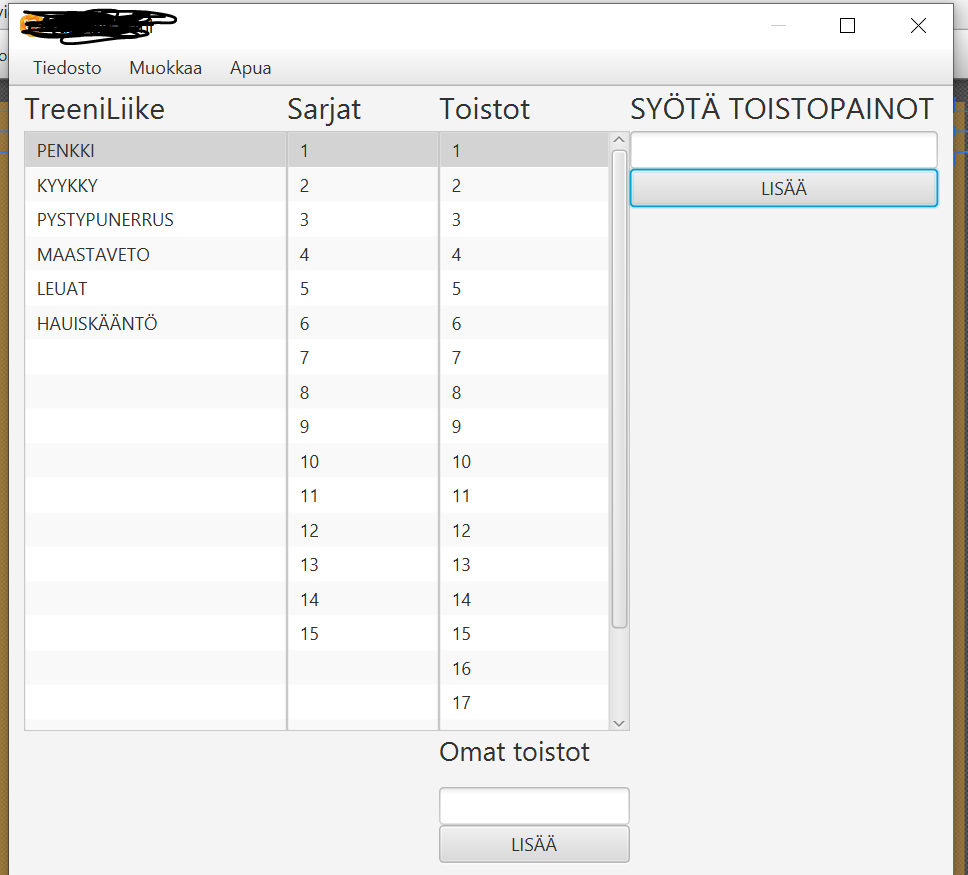 Tiedosto Muokkaa Apua
TreeniLiike Sarjat Toistot SYÖTÄ TOISTOPAINOT
PENKKI 1 1
KYYKKY 2 2 LISÄÄ
PYSTYPUNERRUS 3 3
MAASTAVETO 4 4
LEUAT 5 5
HAUISKÄÄNTÖ 6 6
7 7
8 8
9 9
10 10
11 11
12 12
13 13
14 14
15 15
16
17
Omat toistot
LISÄÄ